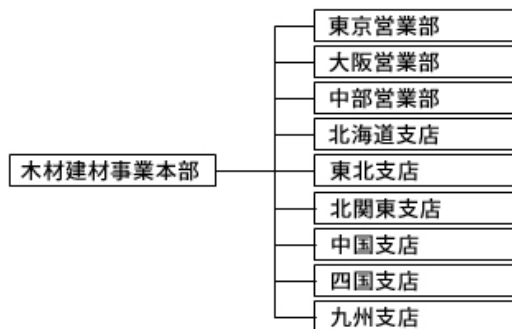 木材建材事業本部
東京営業部
大阪営業部
中部営業部
北海道支店
東北支店
北関東支店
中国支店
四国支店
九州支店